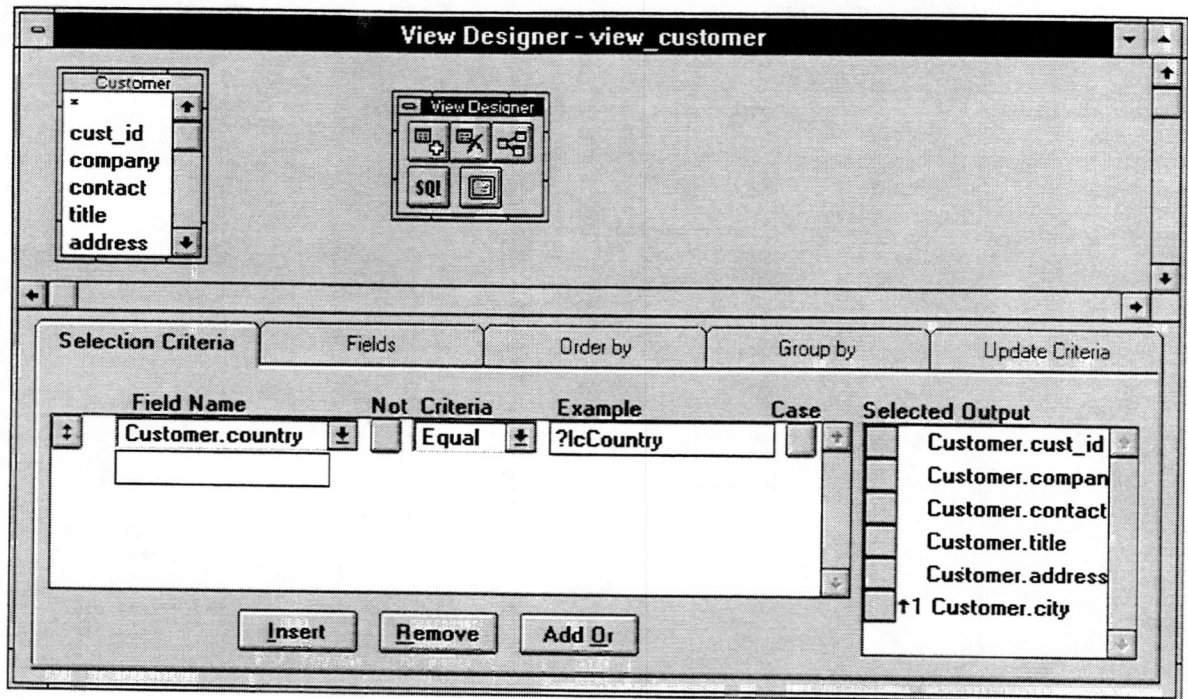 View Designer - view_customer
Customer
*
cust_id
company
contact
title
address
View Designer
SQL
Selection Criteria
Fields
Order by
Group by
Update Criteria
Field Name
Not
Criteria
Example
Case
Selected Output
Customer.country
Equal
?lcCountry
Customer.cust_id
Customer.compan
Customer.contact
Customer.title
Customer.address
↑1 Customer.city
Insert
Remove
Add Or